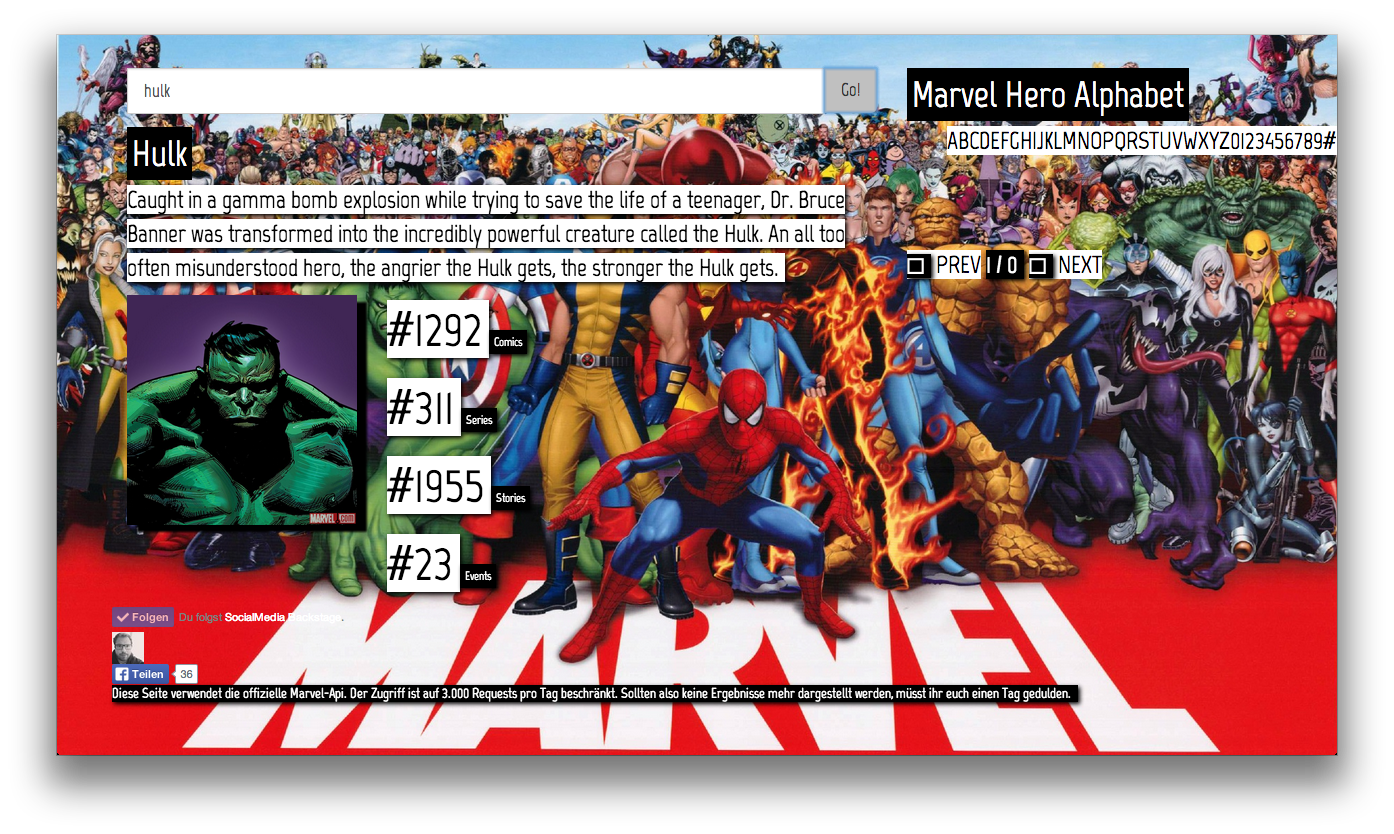 hulk
Go!
Marvel Hero Alphabet
ABCDEFGHIJKLMNOPQRSTUVWXYZ0123456789#
Hulk
Caught in a gamma bomb explosion while trying to save the life of a teenager, Dr. Bruce
Banner was transformed into the incredibly powerful creature called the Hulk. An all too
often misunderstood hero, the angrier the Hulk gets, the stronger the Hulk gets.
PREV 1 / 0 NEXT
#1292 Comics
#311 Series
#1955 Stories
#23 Events
MARVEL.COM
Folgen Du folgst SocialMedia Backstage.
Teilen 36
Diese Seite verwendet die offizielle Marvel-Api. Der Zugriff ist auf 3.000 Requests pro Tag beschränkt. Sollten also keine Ergebnisse mehr dargestellt werden, müsst ihr euch einen Tag gedulden.
MARVEL